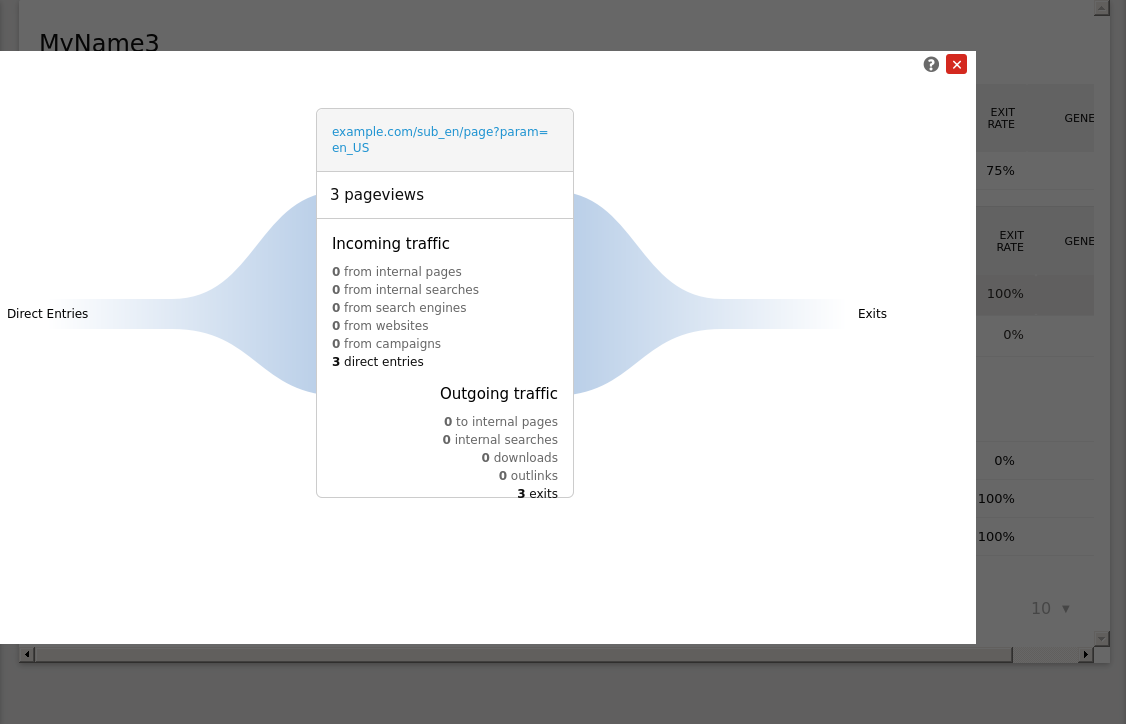 MyName3
example.com/sub_en/page?param=
en_US
3 pageviews
Incoming traffic
0 from internal pages
0 from internal searches
0 from search engines
0 from websites
0 from campaigns
3 direct entries
Outgoing traffic
0 to internal pages
0 internal searches
0 downloads
0 outlinks
3 exits
Direct Entries
Exits
EXIT
RATE
GENE
75%
EXIT
RATE
GENE
100%
0%
0%
100%
100%
10